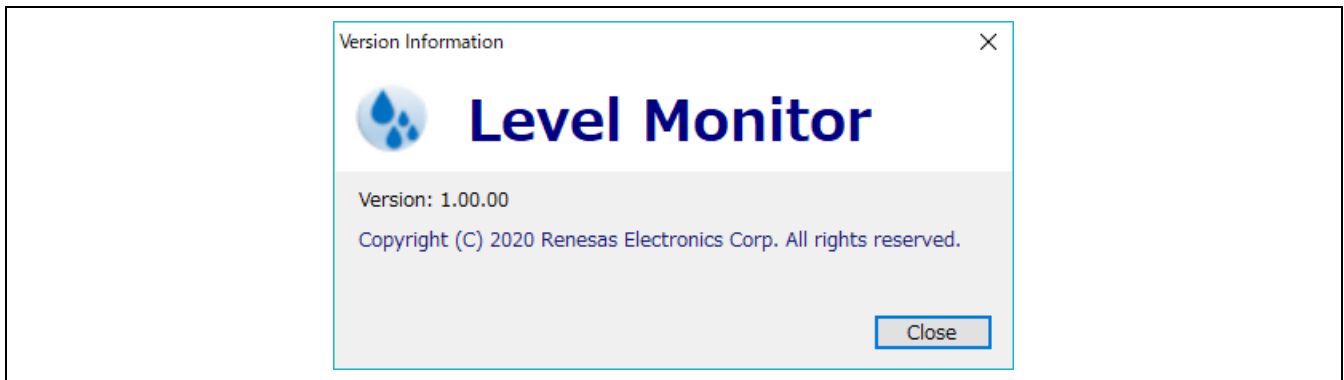 Version Information
Level Monitor
Version: 1.00.00
Copyright (C) 2020 Renesas Electronics Corp. All rights reserved.
Close